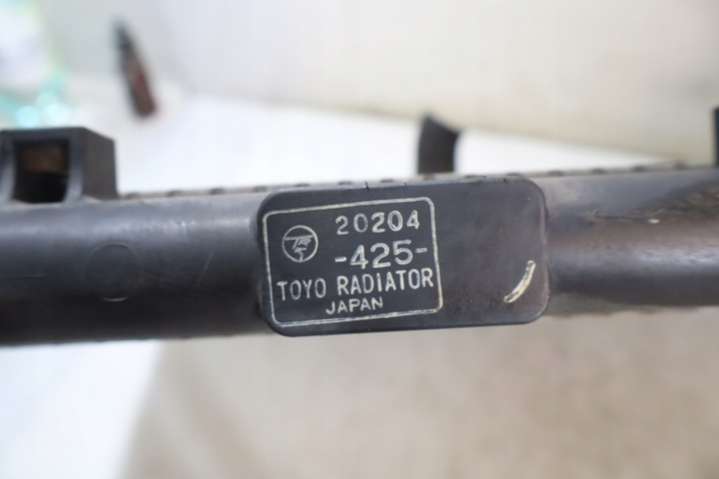 20204
-425-
TOYO RADIATOR
JAPAN